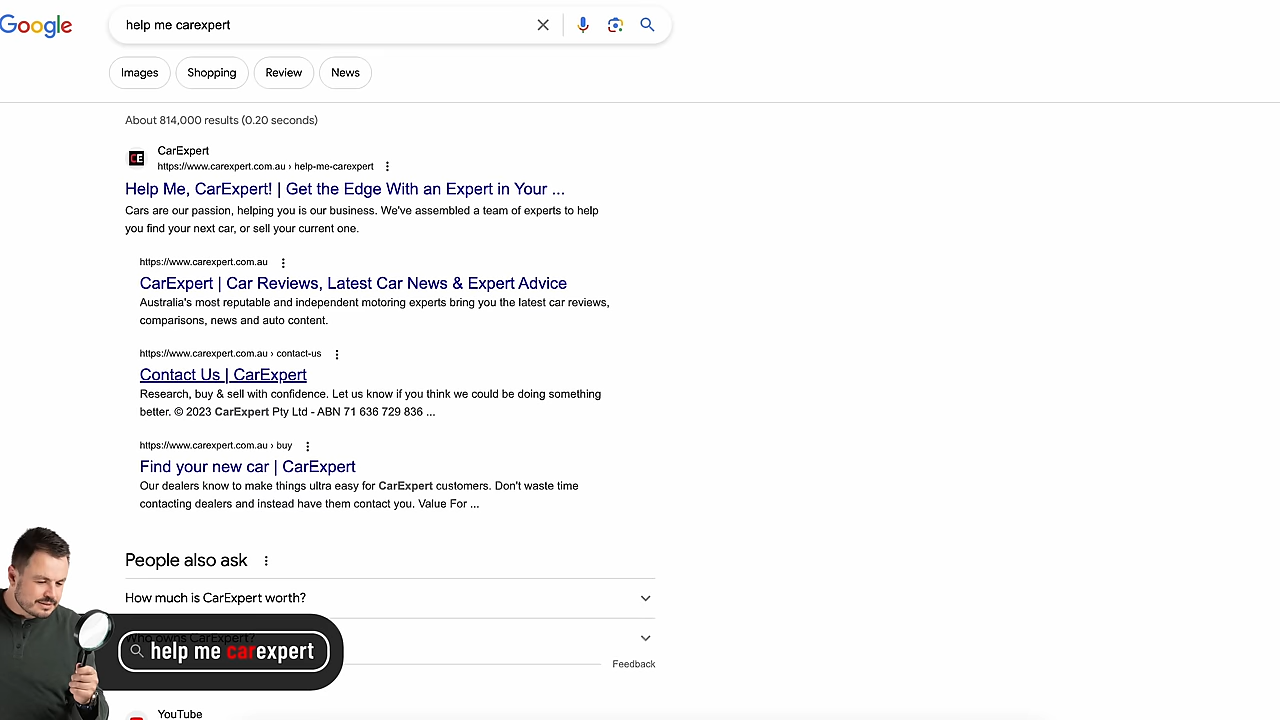 Google
help me carexpert
Images
Shopping
Review
News
About 814,000 results (0.20 seconds)
CE
CarExpert
https://www.carexpert.com.au › help-me-carexpert
Help Me, CarExpert! | Get the Edge With an Expert in Your ...
Cars are our passion, helping you is our business. We've assembled a team of experts to help
you find your next car, or sell your current one.
https://www.carexpert.com.au
CarExpert | Car Reviews, Latest Car News & Expert Advice
Australia's most reputable and independent motoring experts bring you the latest car reviews,
comparisons, news and auto content.
https://www.carexpert.com.au › contact-us
Contact Us | CarExpert
Research, buy & sell with confidence. Let us know if you think we could be doing something
better. © 2023 CarExpert Pty Ltd - ABN 71 636 729 836 ...
https://www.carexpert.com.au › buy
Find your new car | CarExpert
Our dealers know to make things ultra easy for CarExpert customers. Don't waste time
contacting dealers and instead have them contact you. Value For ...
People also ask
How much is CarExpert worth?
Who owns CarExpert?
help me carexpert
Feedback
YouTube